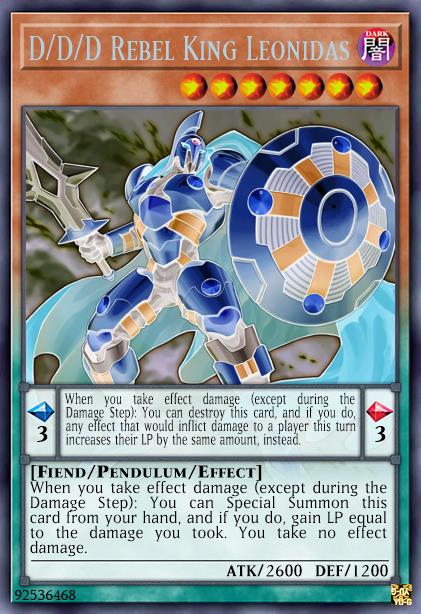 D/D/D REBEL KING LEONIDAS
DARK
闇
When you take effect damage (except during the
Damage Step): You can destroy this card, and if you do,
any effect that would inflict damage to a player this turn
increases their LP by the same amount, instead.
3
3
[FIEND/PENDULUM/EFFECT]
When you take effect damage (except during the
Damage Step): You can Special Summon this
card from your hand, and if you do, gain LP equal
to the damage you took. You take no effect
damage.
ATK/2600 DEF/1200
92536468